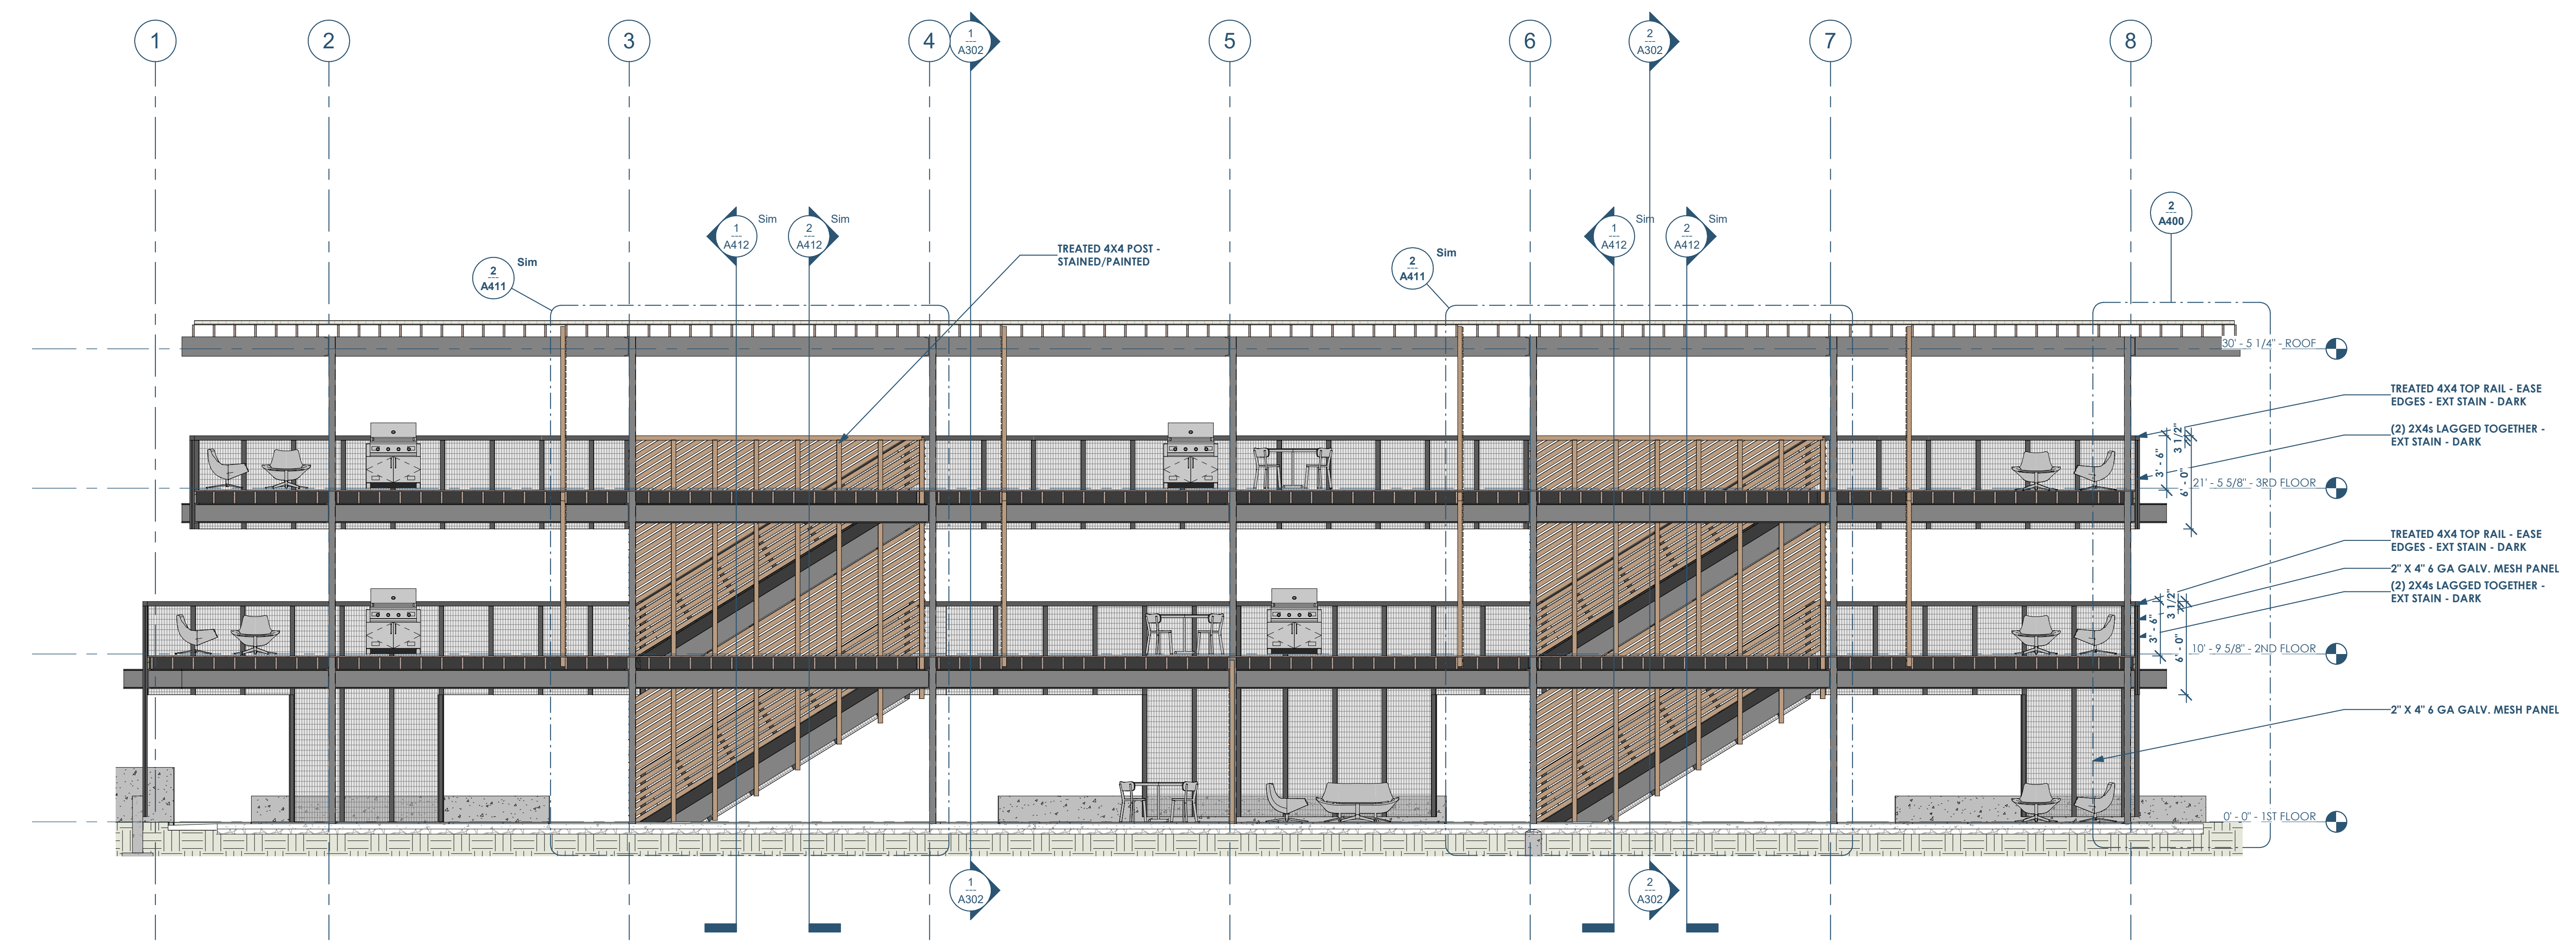 1
2
3
4
1
---
A302
5
6
2
---
A302
7
8
1
---
A412
Sim
2
---
A412
Sim
1
---
A412
Sim
2
---
A412
Sim
2
---
A400
2
---
A411
Sim
TREATED 4X4 POST -
STAINED/PAINTED
2
---
A411
Sim
30' - 5 1/4" - ROOF
TREATED 4X4 TOP RAIL - EASE
EDGES - EXT STAIN - DARK
(2) 2X4s LAGGED TOGETHER -
EXT STAIN - DARK
3 1/2"
3' - 6"
6' - 0"
21' - 5 5/8" - 3RD FLOOR
TREATED 4X4 TOP RAIL - EASE
EDGES - EXT STAIN - DARK
2" X 4" 6 GA GALV. MESH PANEL
(2) 2X4s LAGGED TOGETHER -
EXT STAIN - DARK
3 1/2"
3' - 6"
6' - 0"
10' - 9 5/8" - 2ND FLOOR
2" X 4" 6 GA GALV. MESH PANEL
0' - 0" - 1ST FLOOR
1
---
A302
2
---
A302